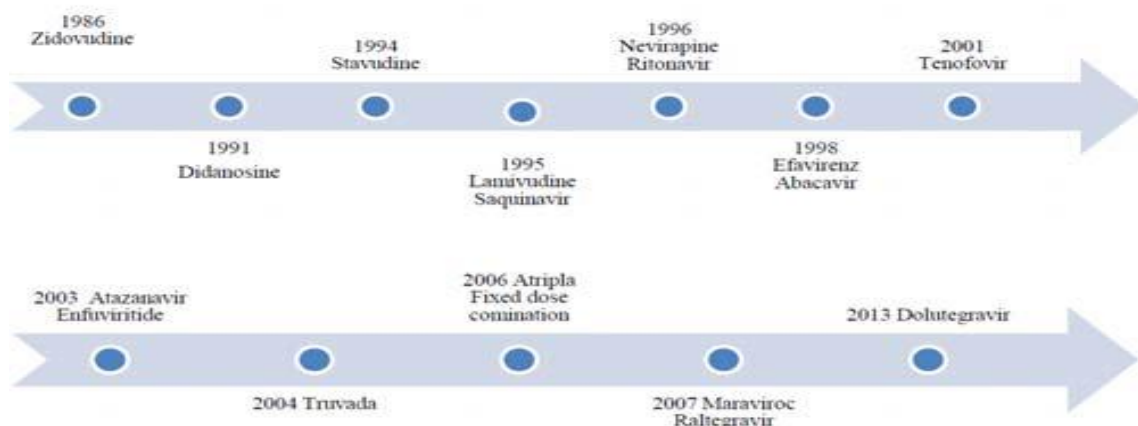 1986
Zidovudine
1991
Didanosine
1994
Stavudine
1995
Lamivudine
Saquinavir
1996
Nevirapine
Ritonavir
1998
Efavirenz
Abacavir
2001
Tenofovir
2003 Atazanavir
Enfuviritide
2004 Truvada
2006 Atripla
Fixed dose
comination
2007 Maraviroc
Raltegravir
2013 Dolutegravir